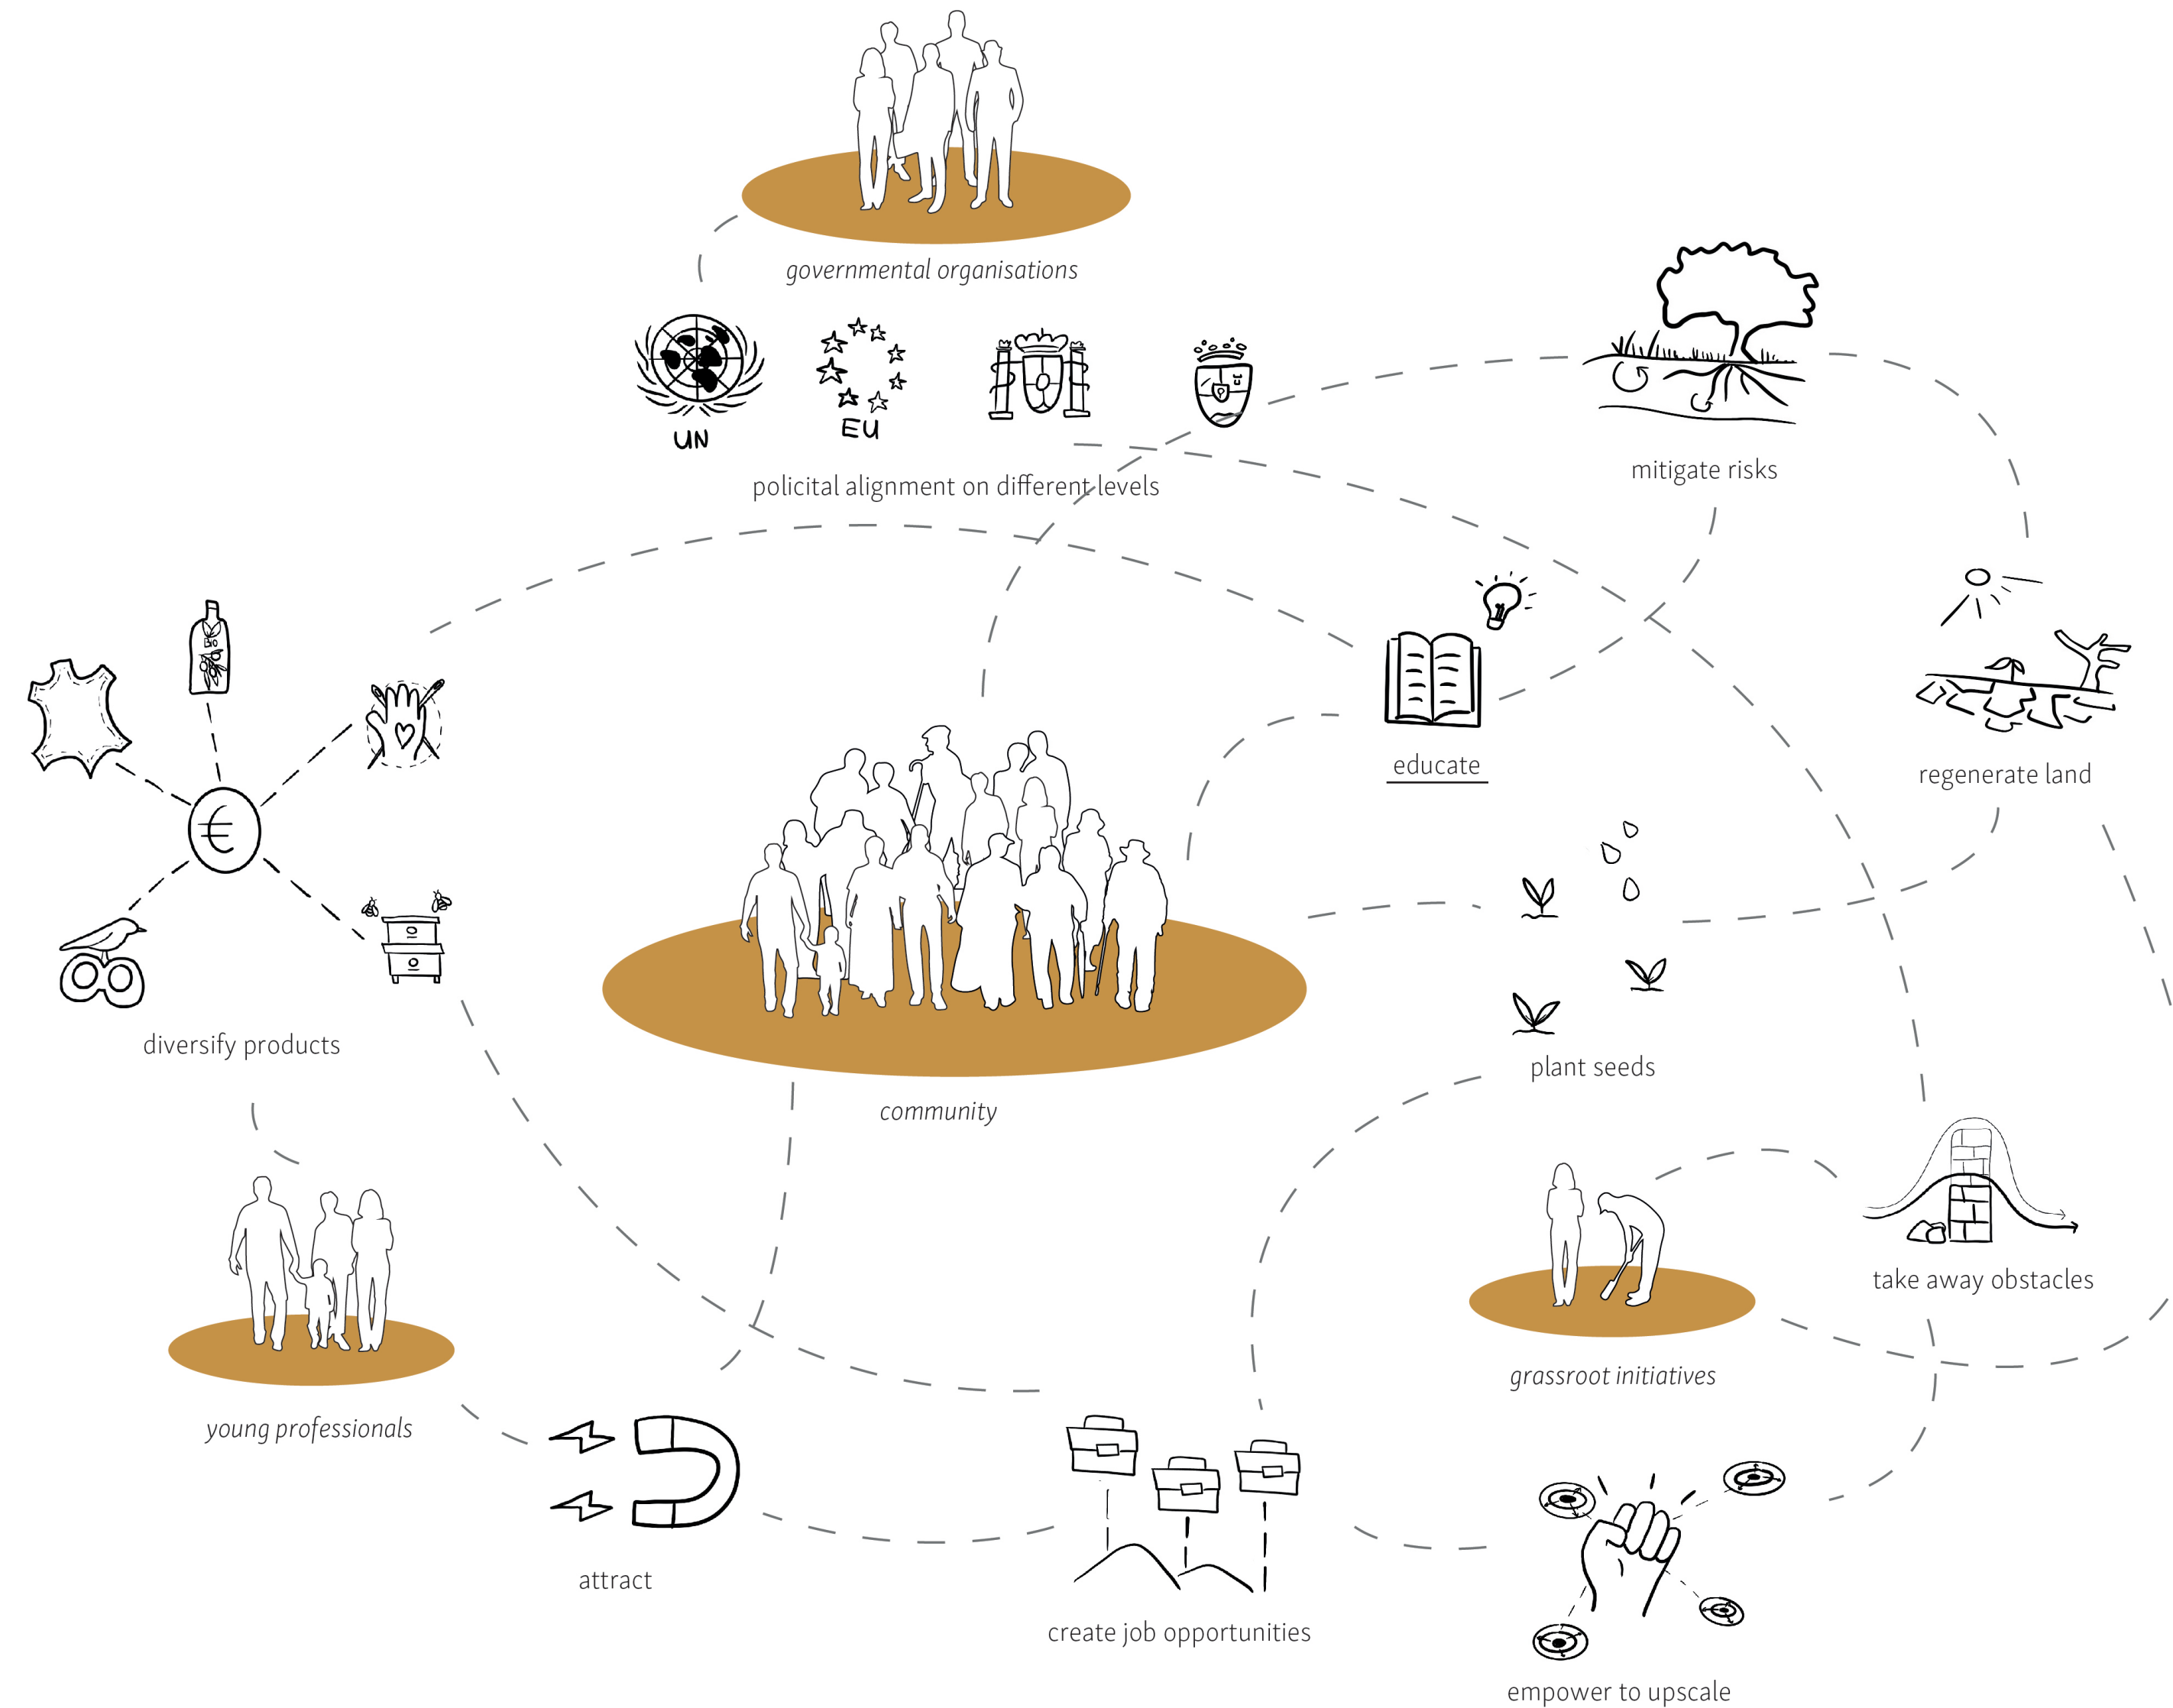 governmental organisations
UN
EU
policital alignment on different levels
mitigate risks
educate
regenerate land
€
diversify products
plant seeds
community
take away obstacles
grassroot initiatives
young professionals
attract
create job opportunities
empower to upscale